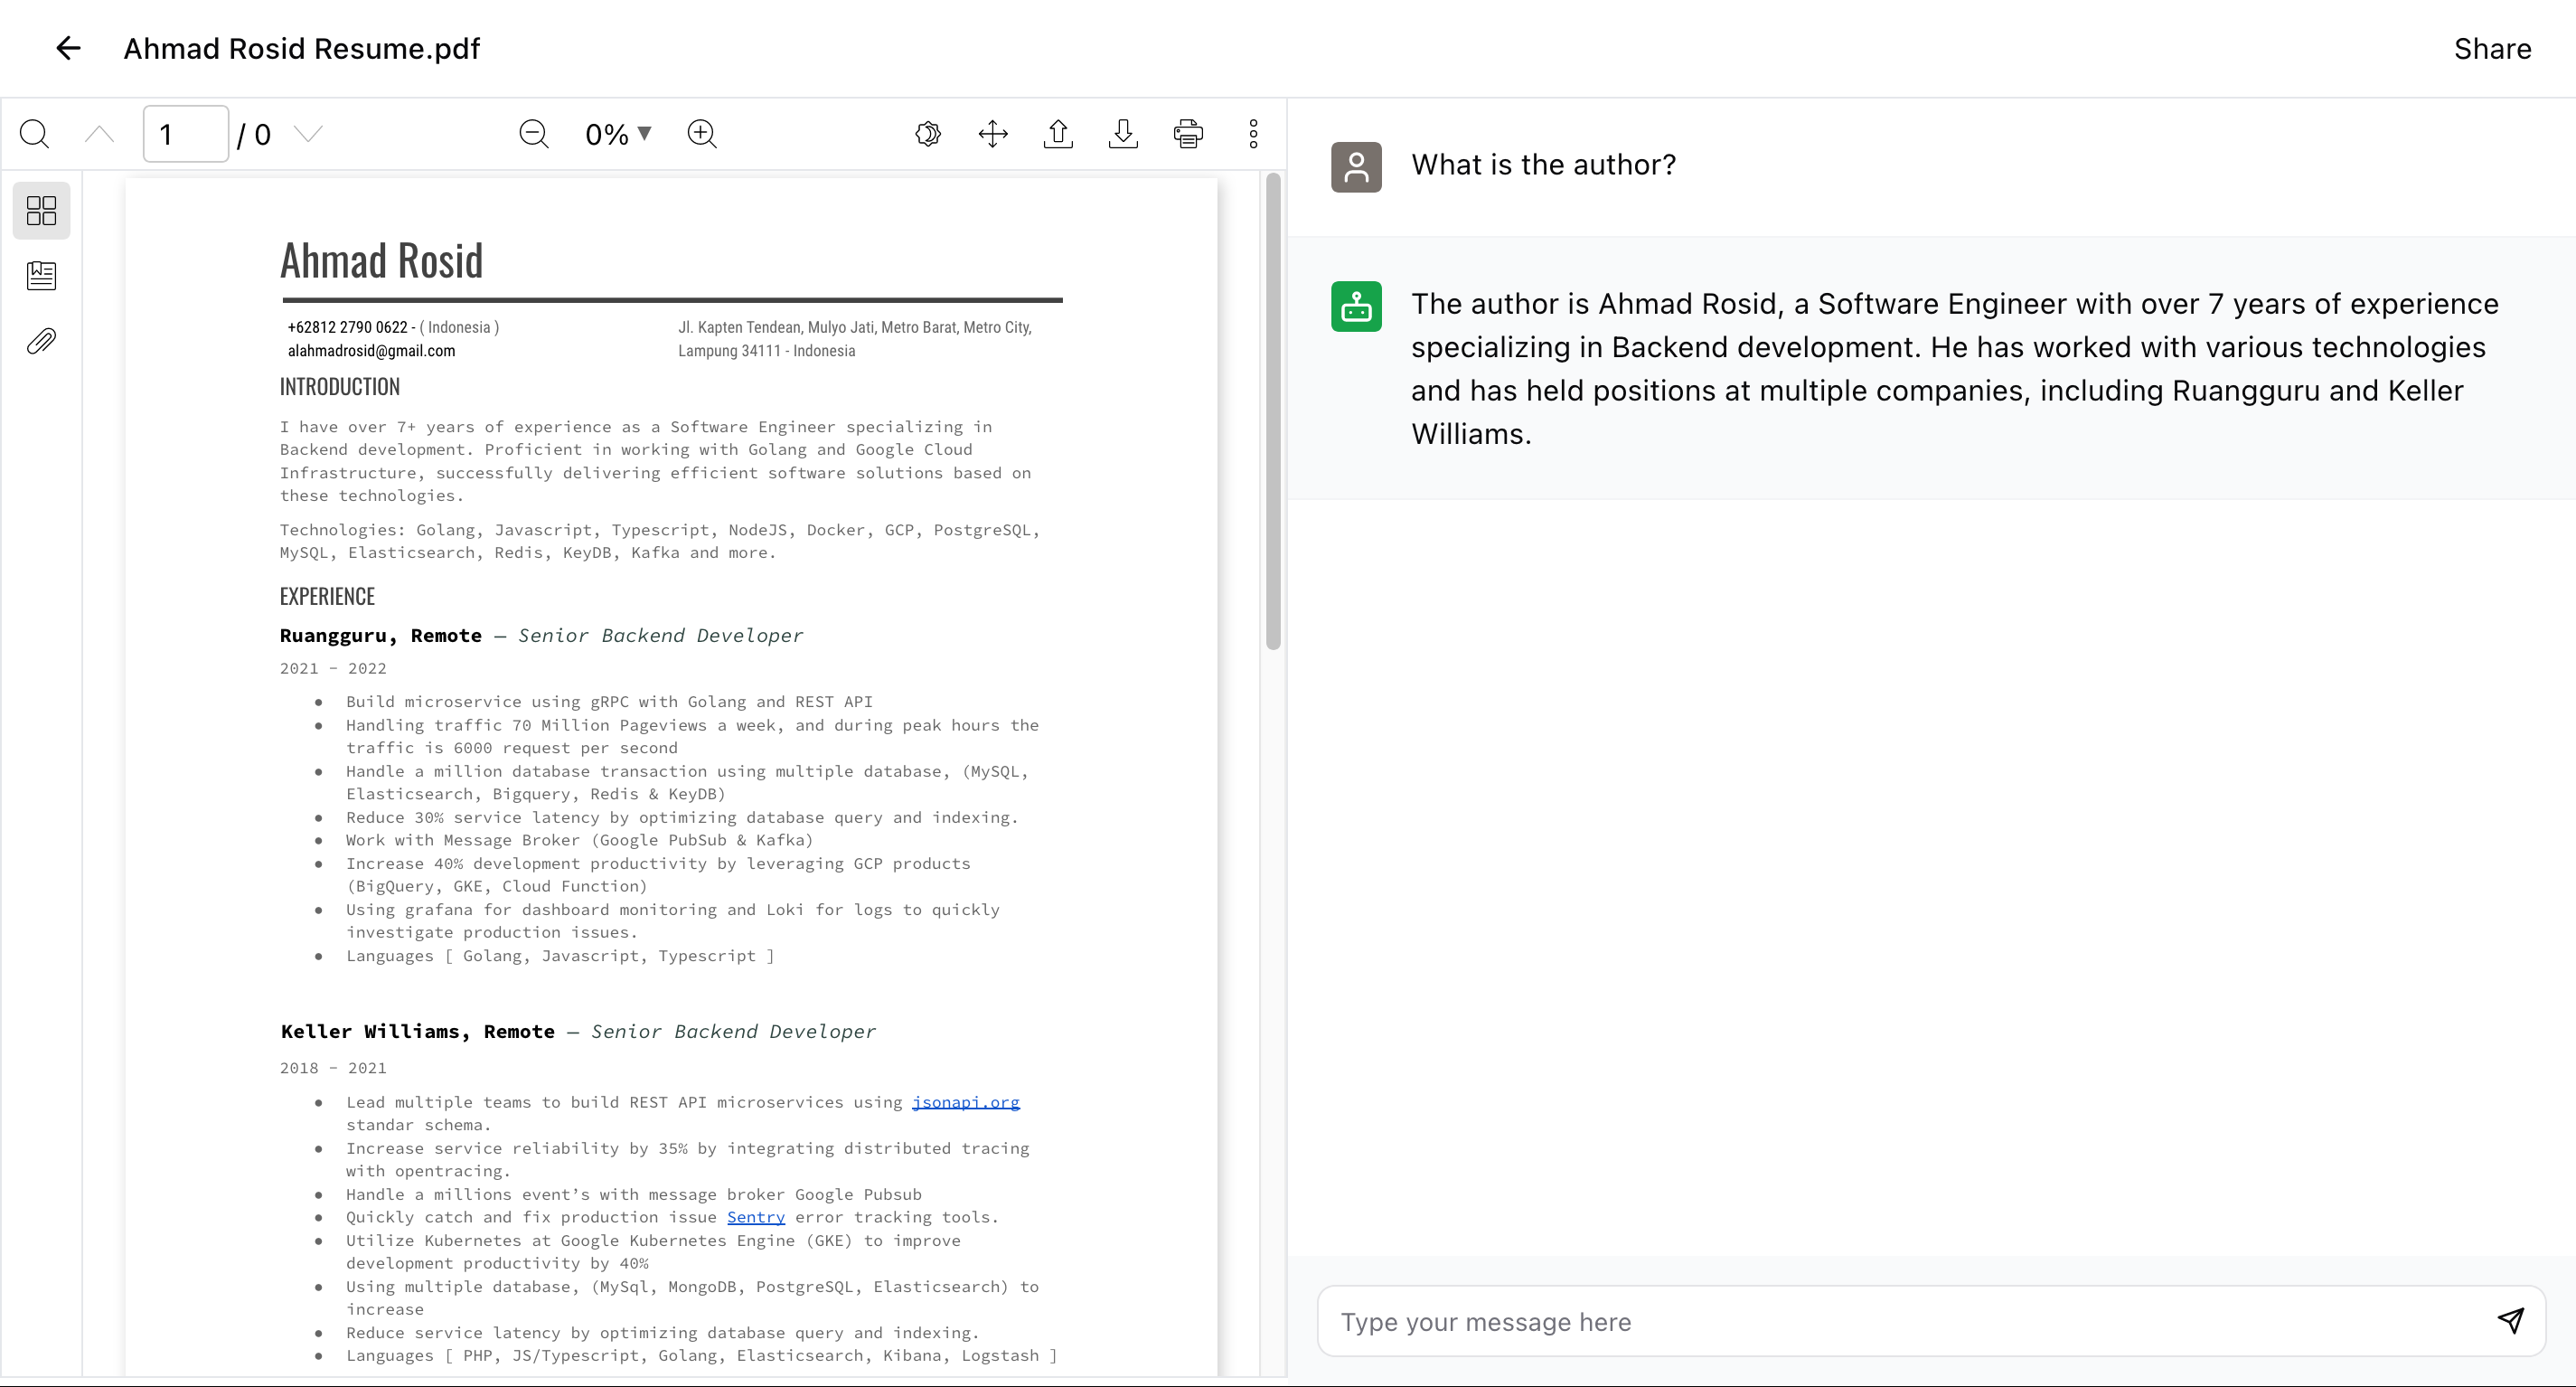 Ahmad Rosid Resume.pdf
Share
1 / 0
0%
Ahmad Rosid
+62812 2790 0622 - ( Indonesia )
alahmadrosid@gmail.com
Jl. Kapten Tendean, Mulyo Jati, Metro Barat, Metro City,
Lampung 34111 - Indonesia
INTRODUCTION
I have over 7+ years of experience as a Software Engineer specializing in
Backend development. Proficient in working with Golang and Google Cloud
Infrastructure, successfully delivering efficient software solutions based on
these technologies.
Technologies: Golang, Javascript, Typescript, NodeJS, Docker, GCP, PostgreSQL,
MySQL, Elasticsearch, Redis, KeyDB, Kafka and more.
EXPERIENCE
Ruangguru, Remote — Senior Backend Developer
2021 - 2022
● Build microservice using gRPC with Golang and REST API
● Handling traffic 70 Million Pageviews a week, and during peak hours the
traffic is 6000 request per second
● Handle a million database transaction using multiple database, (MySQL,
Elasticsearch, Bigquery, Redis & KeyDB)
● Reduce 30% service latency by optimizing database query and indexing.
● Work with Message Broker (Google PubSub & Kafka)
● Increase 40% development productivity by leveraging GCP products
(BigQuery, GKE, Cloud Function)
● Using grafana for dashboard monitoring and Loki for logs to quickly
investigate production issues.
● Languages [ Golang, Javascript, Typescript ]
Keller Williams, Remote — Senior Backend Developer
2018 - 2021
● Lead multiple teams to build REST API microservices using jsonapi.org
standar schema.
● Increase service reliability by 35% by integrating distributed tracing
with opentracing.
● Handle a millions event’s with message broker Google Pubsub
● Quickly catch and fix production issue Sentry error tracking tools.
● Utilize Kubernetes at Google Kubernetes Engine (GKE) to improve
development productivity by 40%
● Using multiple database, (MySql, MongoDB, PostgreSQL, Elasticsearch) to
increase
● Reduce service latency by optimizing database query and indexing.
● Languages [ PHP, JS/Typescript, Golang, Elasticsearch, Kibana, Logstash ]
What is the author?
The author is Ahmad Rosid, a Software Engineer with over 7 years of experience
specializing in Backend development. He has worked with various technologies
and has held positions at multiple companies, including Ruangguru and Keller
Williams.
Type your message here